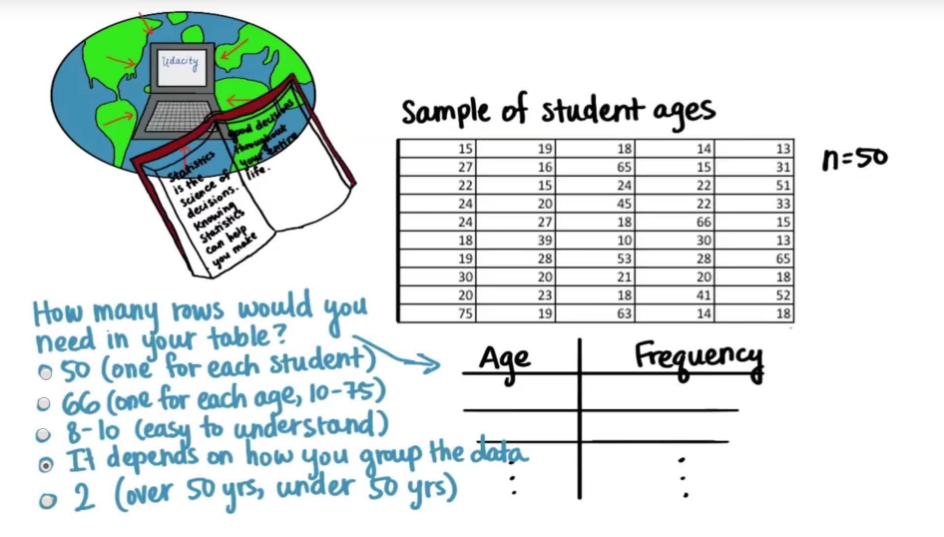 Udacity
Statistics
is the
science of
decisions.
Knowing
statistics
can help
you make
good decisions
throughout
your entire
life.
Sample of student ages
n=50
15 19 18 14 13
27 16 65 15 31
22 15 24 22 51
24 20 45 22 33
24 27 18 66 15
18 39 10 30 13
19 28 53 28 65
30 20 21 20 18
20 23 18 41 52
75 19 63 14 18
How many rows would you
need in your table?
50 (one for each student)
66 (one for each age, 10-75)
8-10 (easy to understand)
It depends on how you group the data
2 (over 50 yrs, under 50 yrs)
Age Frequency